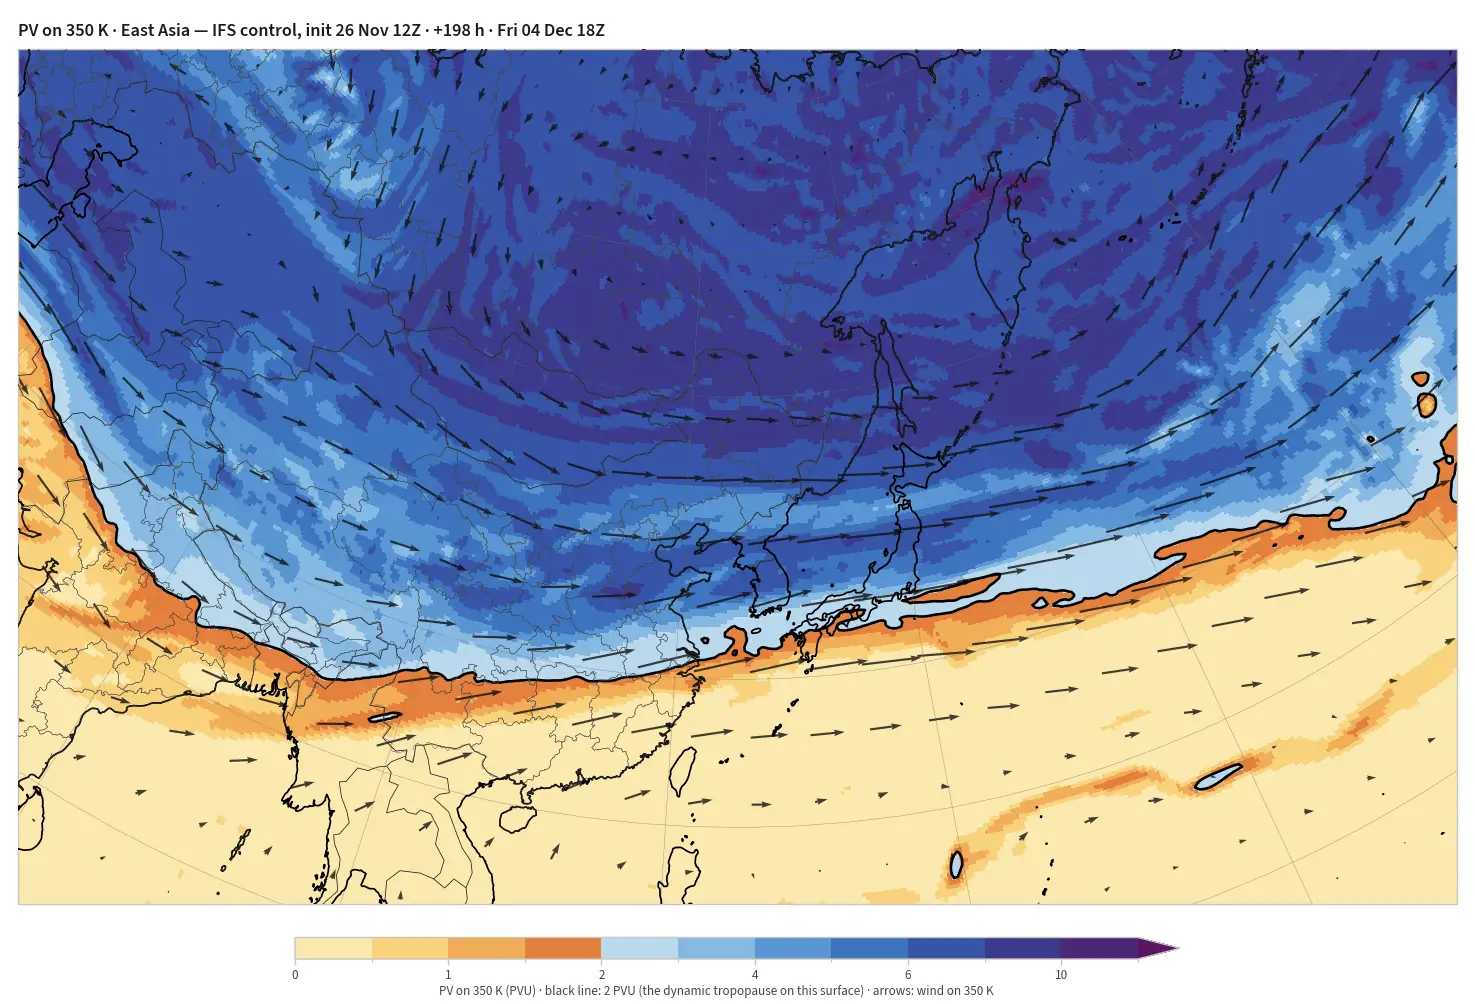 PV on 350 K · East Asia — IFS control, init 26 Nov 12Z · +198 h · Fri 04 Dec 18Z
0 1 2 4 6 10
PV on 350 K (PVU) · black line: 2 PVU (the dynamic tropopause on this surface) · arrows: wind on 350 K